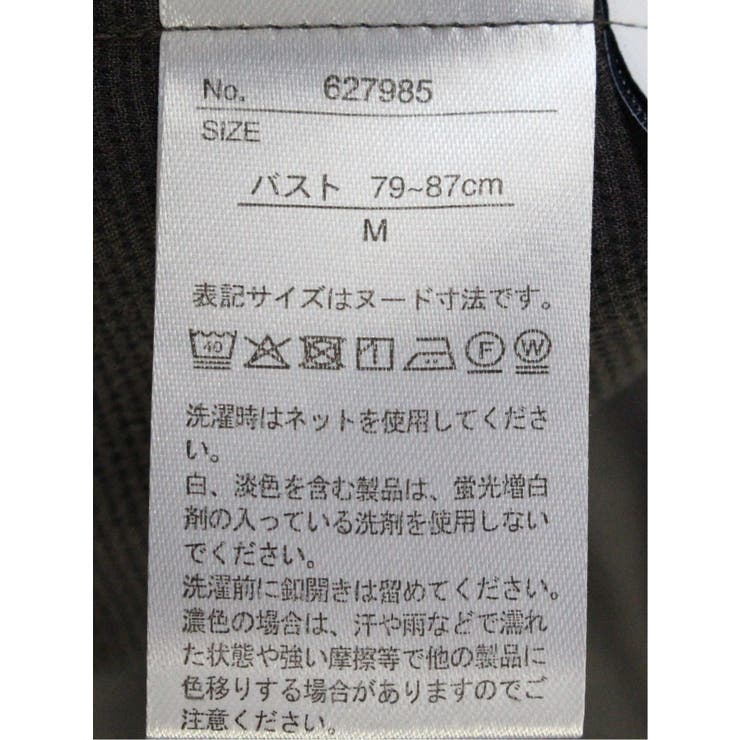 No. 627985
SIZE
バスト 79~87cm
M
表記サイズはヌード寸法です。
40 F W
洗濯時はネットを使用してくださ
い。
白、淡色を含む製品は、蛍光増白
剤の入っている洗剤を使用しない
でください。
洗濯前に釦開きは留めてください。
濃色の場合は、汗や雨などで濡れ
た状態や強い摩擦等で他の製品に
色移りする場合がありますのでご
注意ください。